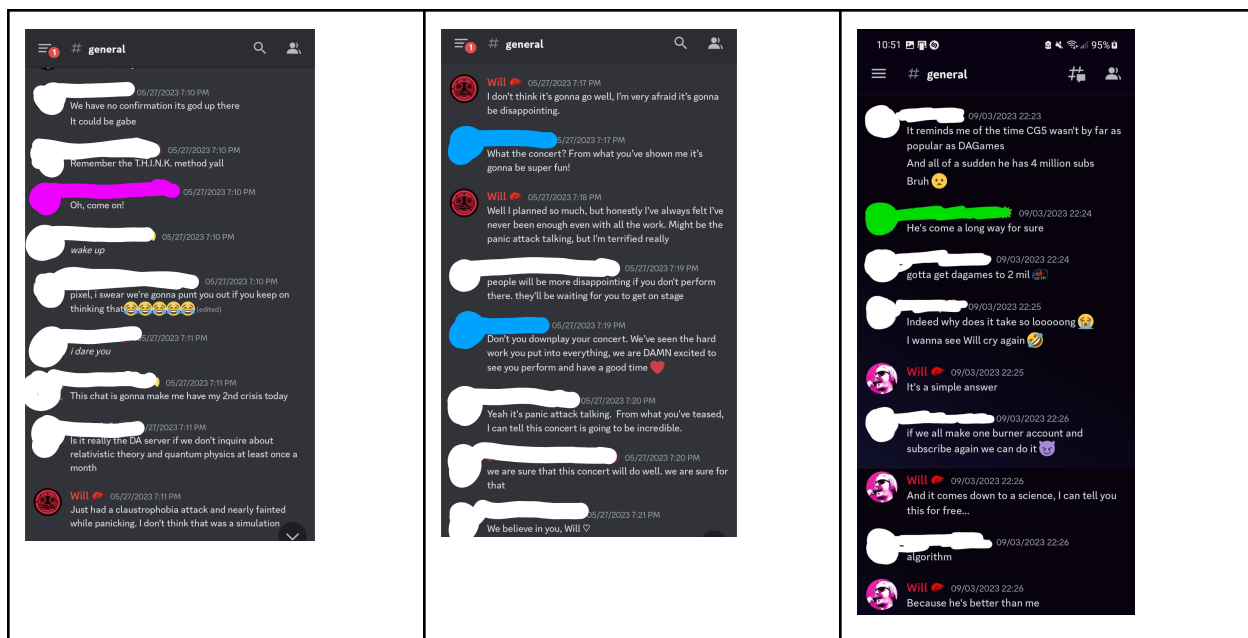 1
# general
05/27/2023 7:10 PM
We have no confirmation its god up there
It could be gabe
05/27/2023 7:10 PM
Remember the T.H.I.N.K. method yall
05/27/2023 7:10 PM
Oh, come on!
05/27/2023 7:10 PM
wake up
05/27/2023 7:10 PM
pixel, i swear we're gonna punt you out if you keep on
thinking that😂😂😂😂😂 (edited)
05/27/2023 7:11 PM
i dare you
05/27/2023 7:11 PM
This chat is gonna make me have my 2nd crisis today
/27/2023 7:11 PM
Is it really the DA server if we don't inquire about
relativistic theory and quantum physics at least once a
month
Will 05/27/2023 7:11 PM
Just had a claustrophobia attack and nearly fainted
while panicking. I don't think that was a simulation
1
# general
Will 05/27/2023 7:17 PM
I don't think it's gonna go well, I'm very afraid it's gonna
be disappointing.
5/27/2023 7:17 PM
What the concert? From what you've shown me it's
gonna be super fun!
Will 05/27/2023 7:18 PM
Well I planned so much, but honestly I've always felt I've
never been enough even with all the work. Might be the
panic attack talking, but I'm terrified really
05/27/2023 7:19 PM
people will be more disappointing if you don't perform
there. they'll be waiting for you to get on stage
05/27/2023 7:19 PM
Don't you downplay your concert. We've seen the hard
work you put into everything, we are DAMN excited to
see you perform and have a good time ❤️
05/27/2023 7:20 PM
Yeah it's panic attack talking. From what you've teased,
I can tell this concert is going to be incredible.
05/27/2023 7:20 PM
we are sure that this concert will do well. we are sure for
that
05/27/2023 7:21 PM
We believe in you, Will ♡
10:51 95%
# general
09/03/2023 22:23
It reminds me of the time CG5 wasn't by far as
popular as DAGames
And all of a sudden he has 4 million subs
Bruh 🙁
09/03/2023 22:24
He's come a long way for sure
09/03/2023 22:24
gotta get dagames to 2 mil
09/03/2023 22:25
Indeed why does it take so looooong 😭
I wanna see Will cry again 🤣
Will 09/03/2023 22:25
It's a simple answer
09/03/2023 22:26
if we all make one burner account and
subscribe again we can do it 😈
Will 09/03/2023 22:26
And it comes down to a science, I can tell you
this for free...
09/03/2023 22:26
algorithm
Will 09/03/2023 22:26
Because he's better than me